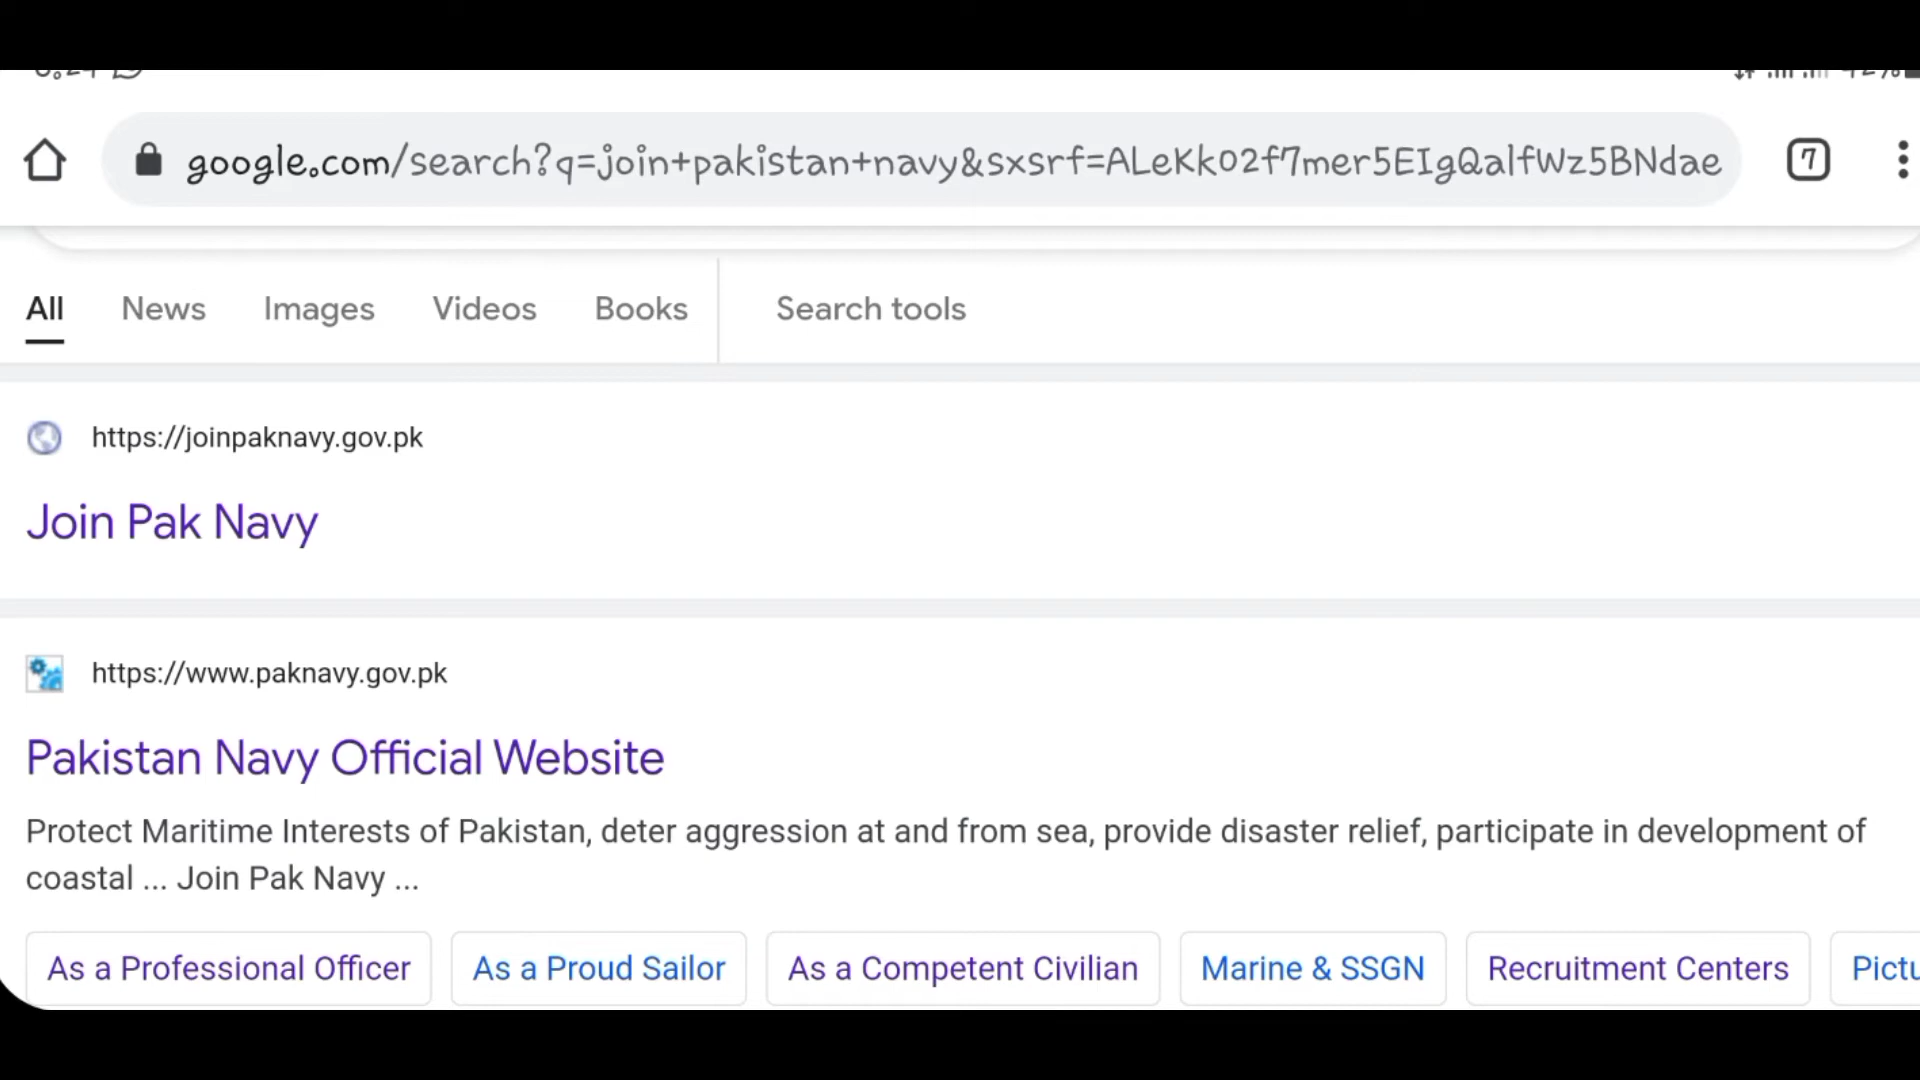 google.com/search?q=join+pakistan+navy&sxsrf=ALeKk02f7mer5EIgQalfWz5BNdae
7
All News Images Videos Books Search tools
https://joinpaknavy.gov.pk
Join Pak Navy
https://www.paknavy.gov.pk
Pakistan Navy Official Website
Protect Maritime Interests of Pakistan, deter aggression at and from sea, provide disaster relief, participate in development of
coastal ... Join Pak Navy ...
As a Professional Officer As a Proud Sailor As a Competent Civilian Marine & SSGN Recruitment Centers Pictu